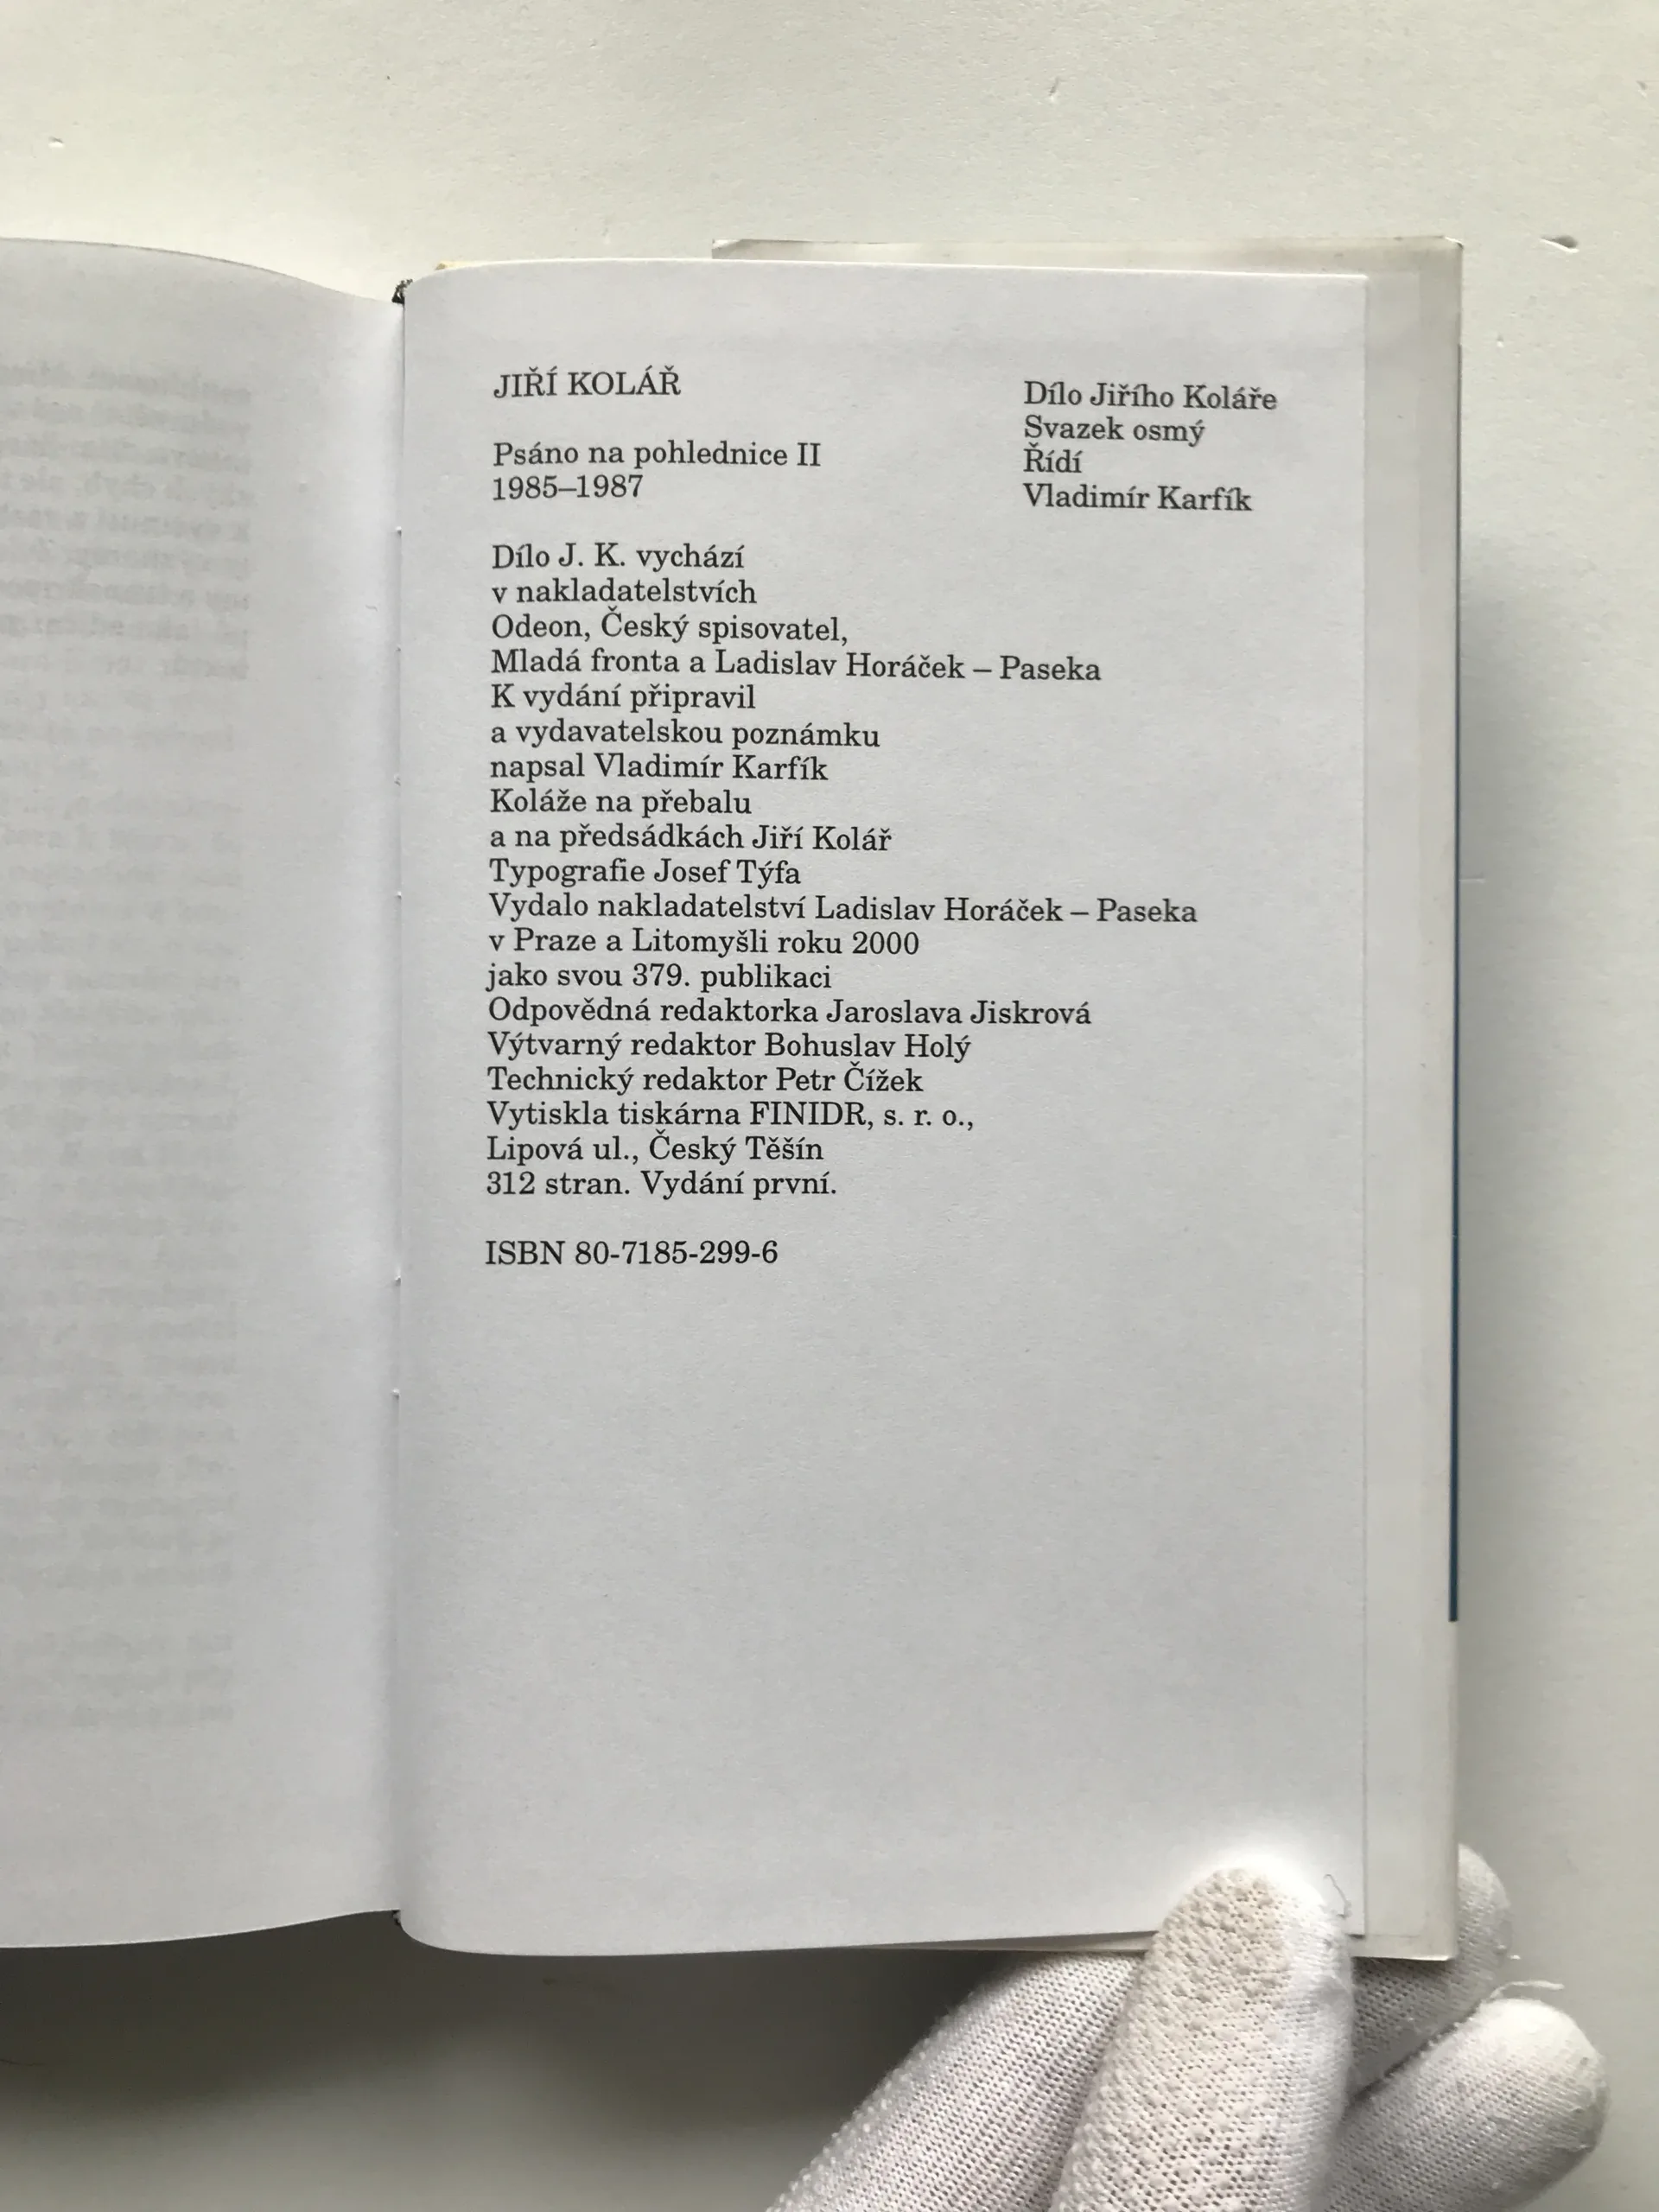 JIŘÍ KOLÁŘ
Psáno na pohlednice II
1985–1987
Dílo Jiřího Koláře
Svazek osmý
Řídí
Vladimír Karfík
Dílo J. K. vychází
v nakladatelstvích
Odeon, Český spisovatel,
Mladá fronta a Ladislav Horáček – Paseka
K vydání připravil
a vydavatelskou poznámku
napsal Vladimír Karfík
Koláže na přebalu
a na předsádkách Jiří Kolář
Typografie Josef Týfa
Vydalo nakladatelství Ladislav Horáček – Paseka
v Praze a Litomyšli roku 2000
jako svou 379. publikaci
Odpovědná redaktorka Jaroslava Jiskrová
Výtvarný redaktor Bohuslav Holý
Technický redaktor Petr Čížek
Vytiskla tiskárna FINIDR, s. r. o.,
Lipová ul., Český Těšín
312 stran. Vydání první.
ISBN 80-7185-299-6